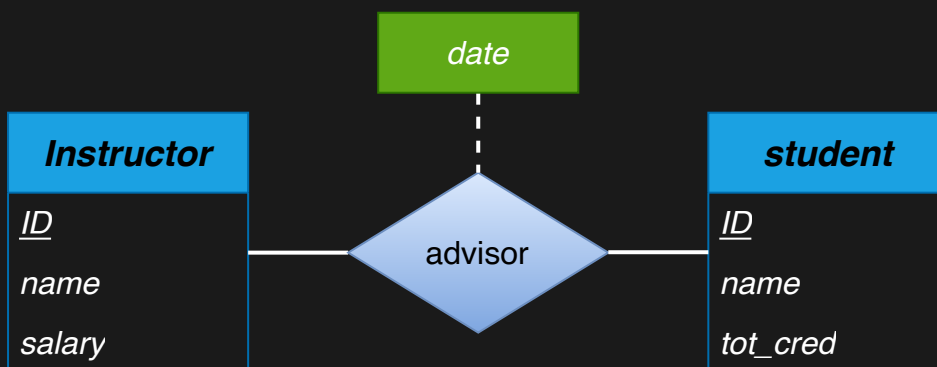 date
Instructor
ID
name
salary
advisor
student
ID
name
tot_cred